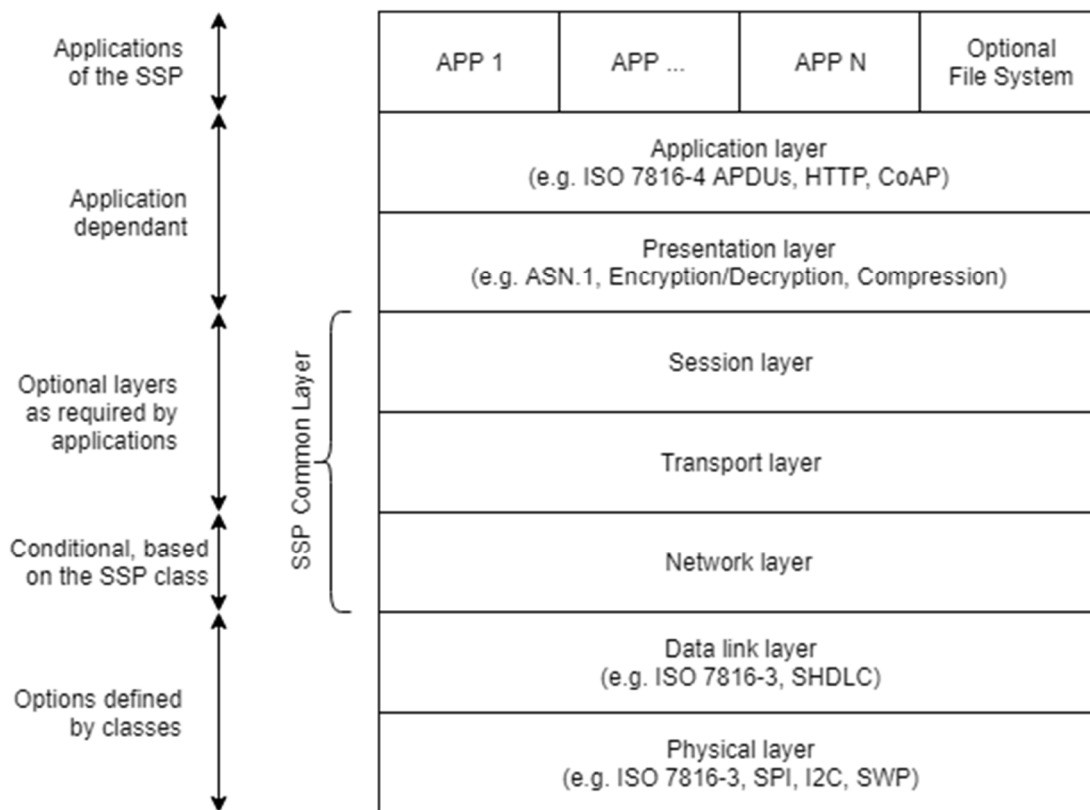 Applications
of the SSP
APP 1
APP ...
APP N
Optional
File System
Application
dependant
Application layer
(e.g. ISO 7816-4 APDUs, HTTP, CoAP)
Presentation layer
(e.g. ASN.1, Encryption/Decryption, Compression)
Optional layers
as required by
applications
SSP Common Layer
Session layer
Transport layer
Conditional, based
on the SSP class
Network layer
Options defined
by classes
Data link layer
(e.g. ISO 7816-3, SHDLC)
Physical layer
(e.g. ISO 7816-3, SPI, I2C, SWP)